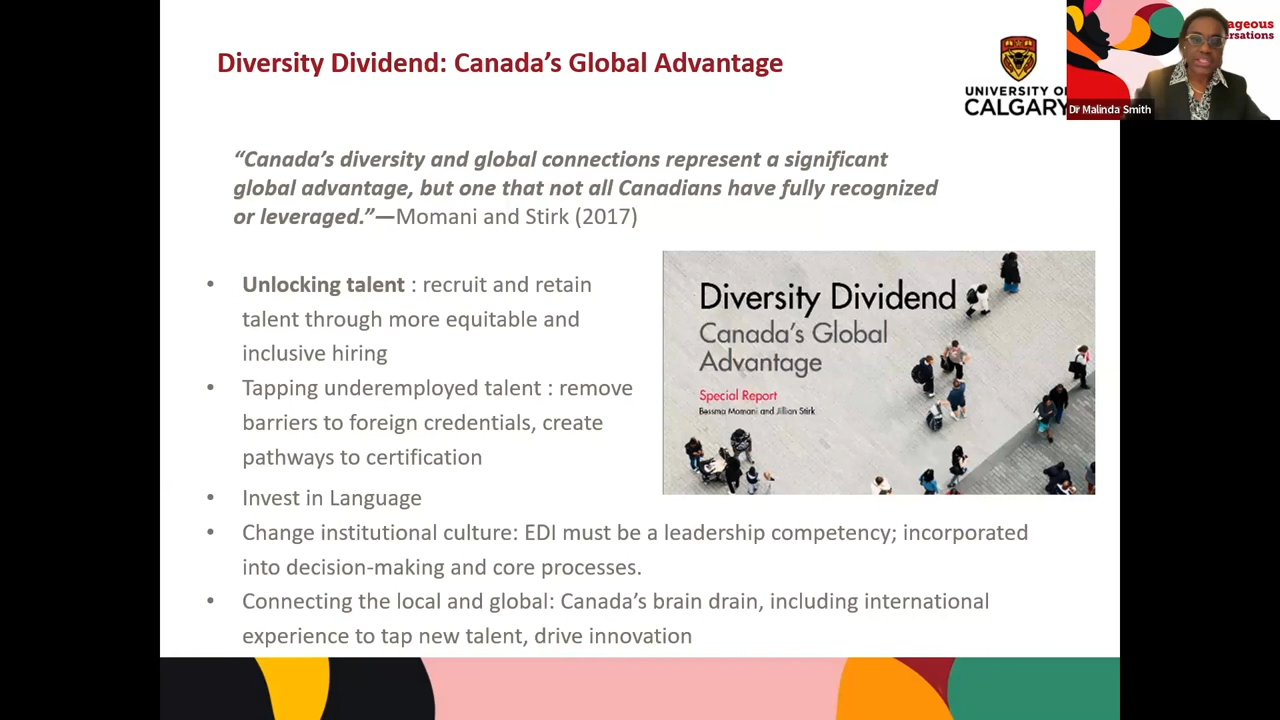 Diversity Dividend: Canada's Global Advantage
UNIVERSITY OF
CALGARY
ageous
ersations
Dr Malinda Smith
“Canada’s diversity and global connections represent a significant
global advantage, but one that not all Canadians have fully recognized
or leveraged.”—Momani and Stirk (2017)
• Unlocking talent : recruit and retain
talent through more equitable and
inclusive hiring
• Tapping underemployed talent : remove
barriers to foreign credentials, create
pathways to certification
• Invest in Language
• Change institutional culture: EDI must be a leadership competency; incorporated
into decision-making and core processes.
• Connecting the local and global: Canada’s brain drain, including international
experience to tap new talent, drive innovation
Diversity Dividend
Canada's Global
Advantage
Special Report
Bessma Momani and Jillian Stirk